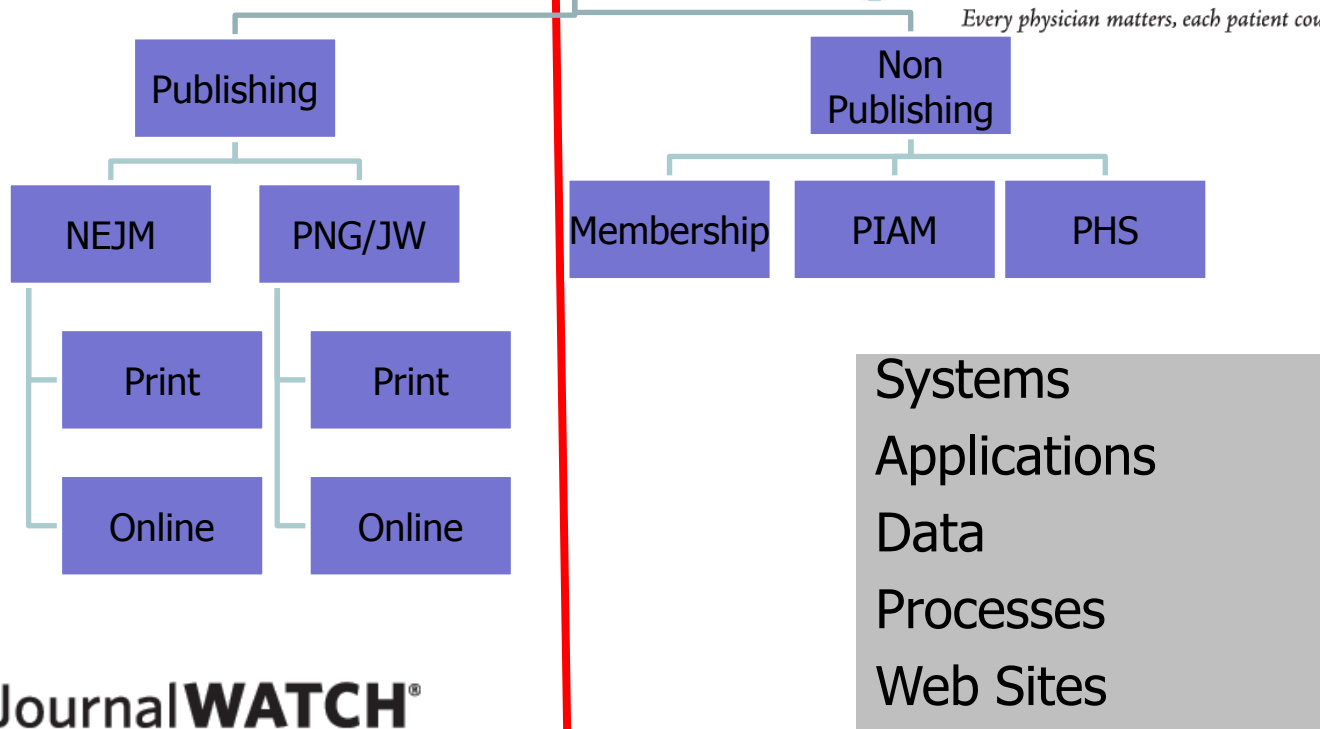 Every physician matters, each patient cou
Publishing
Non
Publishing
NEJM
PNG/JW
Membership
PIAM
PHS
Print
Print
Online
Online
Systems
Applications
Data
Processes
Web Sites
JournalWATCH®